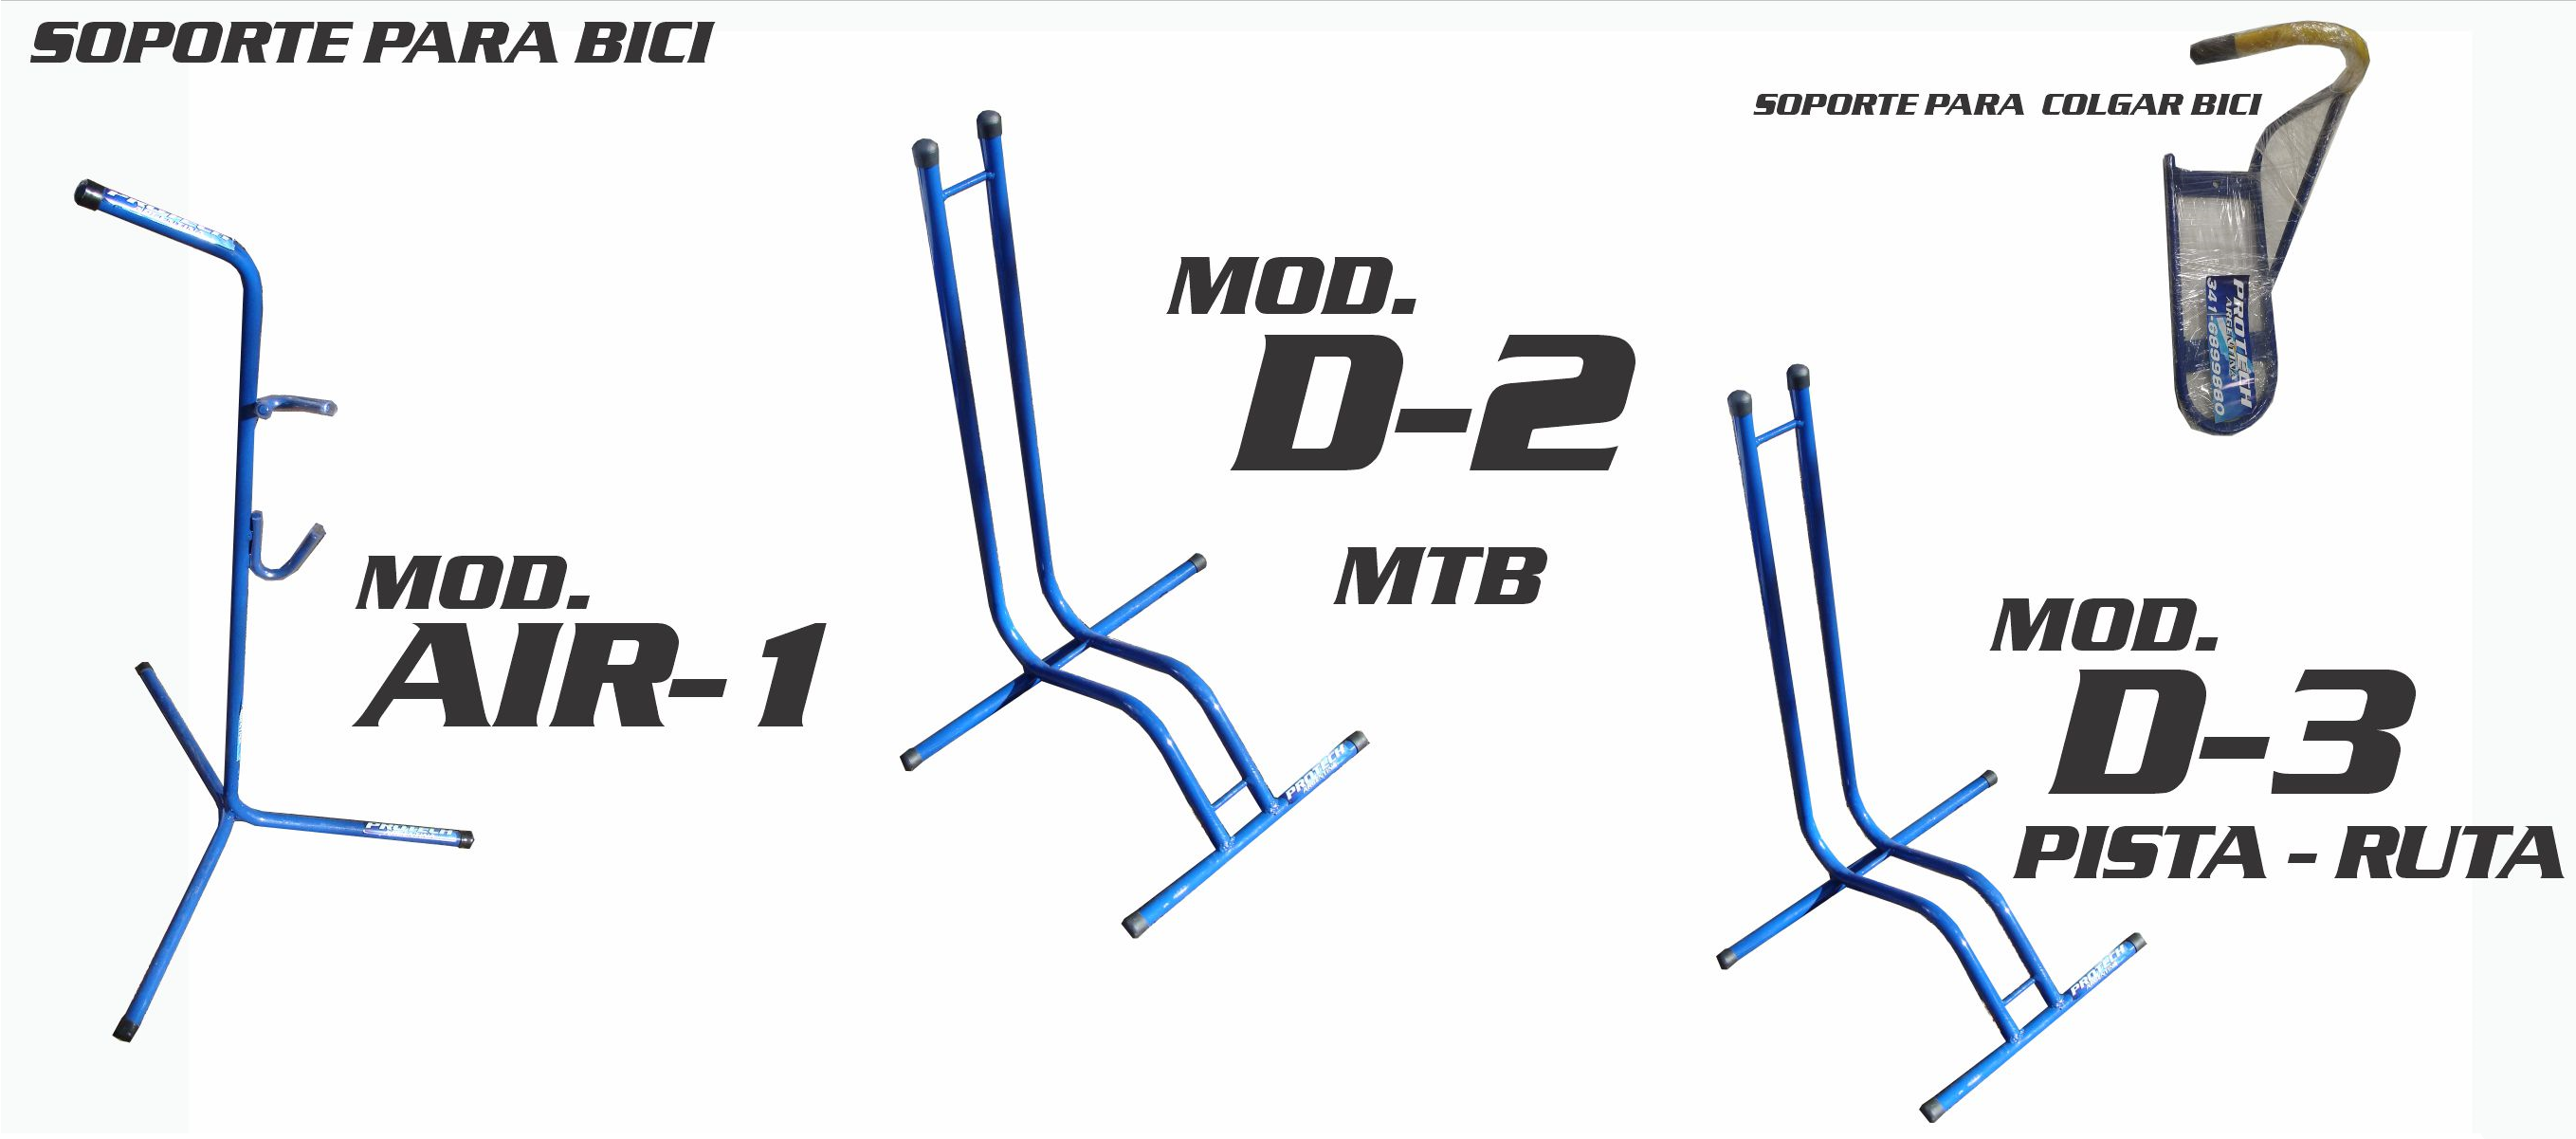 SOPORTE PARA BICI
SOPORTE PARA COLGAR BICI
PROTECH
ARGENTINA
341-6899880
MOD.
D-2
MTB
MOD.
AIR-1
PROTECH
MOD.
D-3
PISTA - RUTA
PROTECH
PROTECH
PROTECH